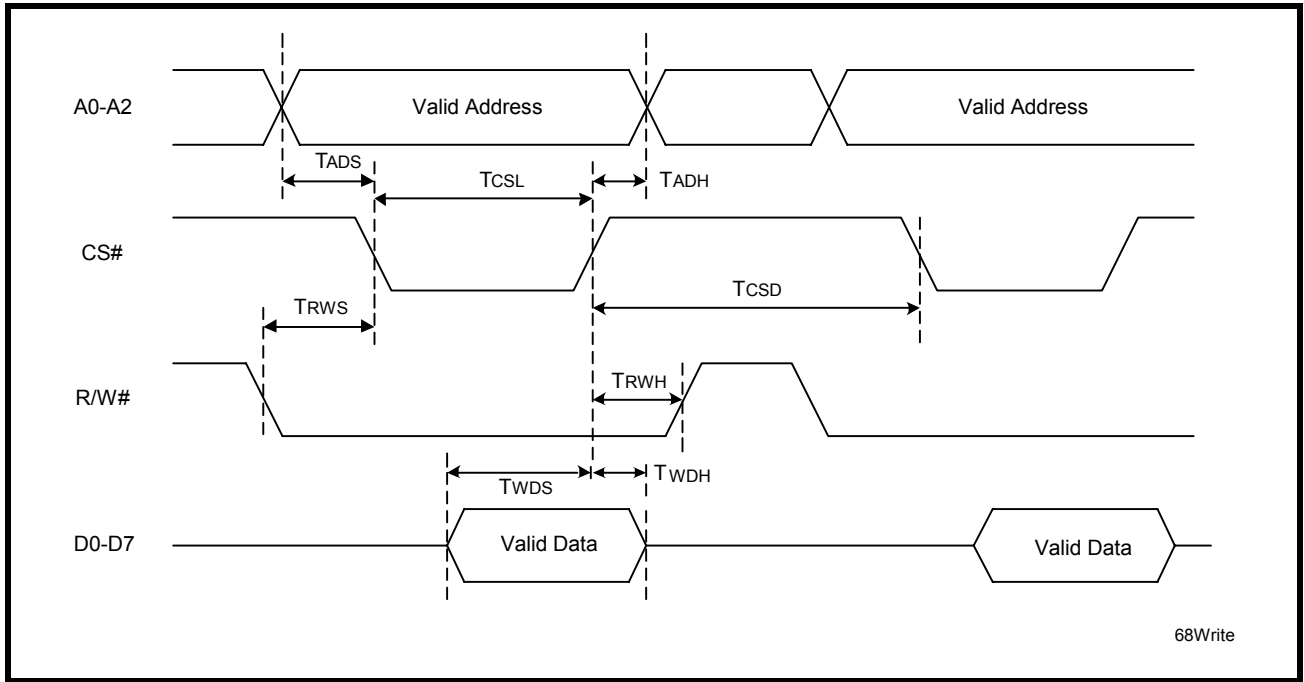 A0-A2
Valid Address
Valid Address
TADS
TCSL
TADH
CS#
TCSD
TRWS
R/W#
TRWH
TWDS
TWDH
D0-D7
Valid Data
Valid Data
68Write